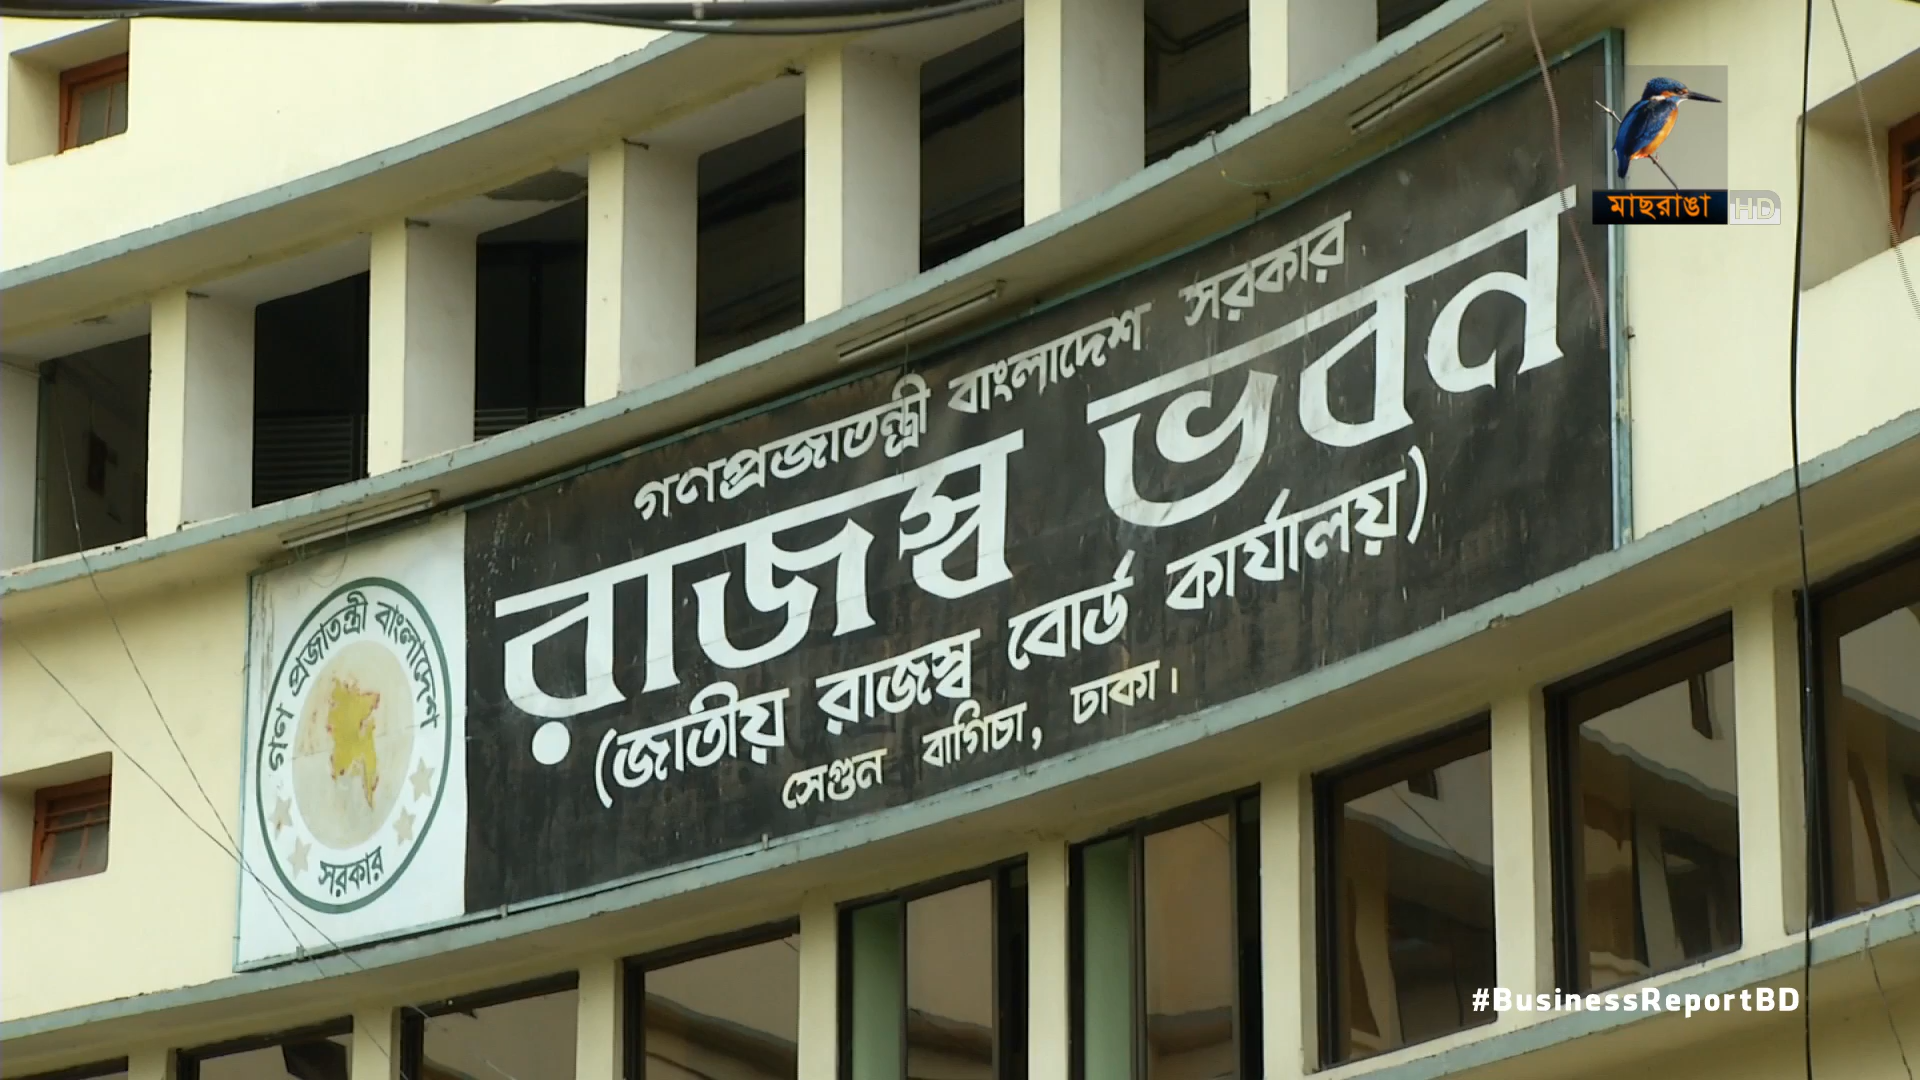 মাছরাঙা HD
গণপ্রজাতন্ত্রী বাংলাদেশ সরকার
রাজস্ব ভবন
(জাতীয় রাজস্ব বোর্ড কার্যালয়)
সেগুন বাগিচা, ঢাকা।
গণ প্রজাতন্ত্রী বাংলাদেশ
সরকার
#BusinessReportBD